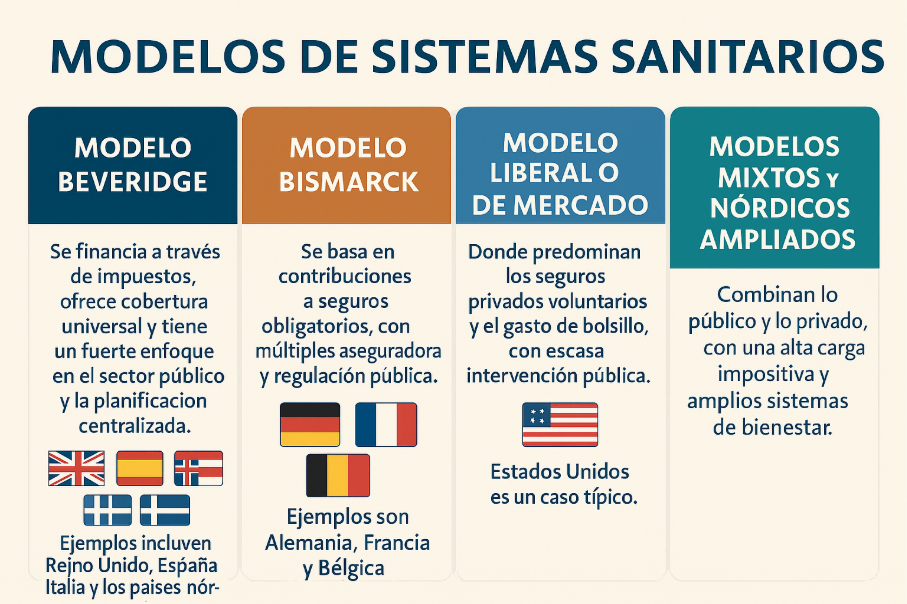 MODELOS DE SISTEMAS SANITARIOS
MODELO
BEVERIDGE
Se financia a través
de impuestos,
ofrece cobertura
universal y tiene
un fuerte enfoque
en el sector público
y la planificacion
centralizada.
Ejemplos incluyen
Rejno Unido, España
Italia y los paises nór-
MODELO
BISMARCK
Se basa en
contribuciones
a seguros
obligatorios, con
múltiples aseguradora
y regulación pública.
Ejemplos son
Alemania, Francia
y Bélgica
MODELO
LIBERAL O
DE MERCADO
Donde predominan
los seguros
privados voluntarios
y el gasto de bolsillo,
con escasa
intervención pública.
Estados Unidos
es un caso típico.
MODELOS
MIXTOS Y
NÓRDICOS
AMPLIADOS
Combinan lo
público y lo privado,
con una alta carga
impositiva y
amplios sistemas
de bienestar.